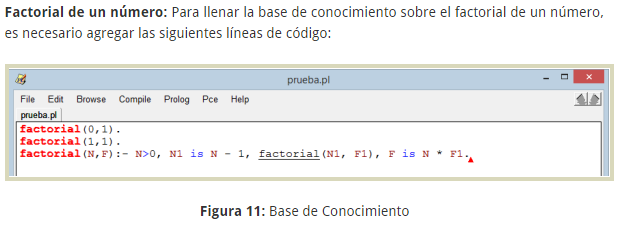 Factorial de un número: Para llenar la base de conocimiento sobre el factorial de un número,
es necesario agregar las siguientes líneas de código:
prueba.pl
File Edit Browse Compile Prolog Pce Help
prueba.pl
factorial(0,1).
factorial(1,1).
factorial(N,F):- N>0, N1 is N - 1, factorial(N1, F1), F is N * F1.
Figura 11: Base de Conocimiento